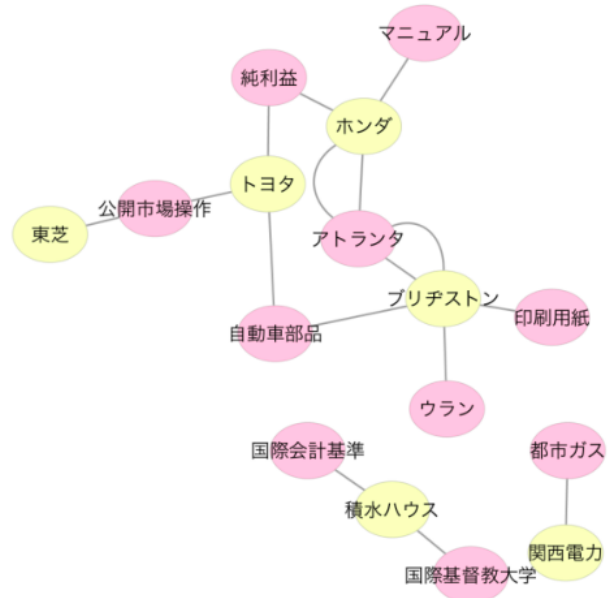 マニュアル
純利益
ホンダ
トヨタ
公開市場操作
東芝
アトランタ
ブリヂストン
印刷用紙
自動車部品
ウラン
国際会計基準
都市ガス
積水ハウス
関西電力
国際基督教大学